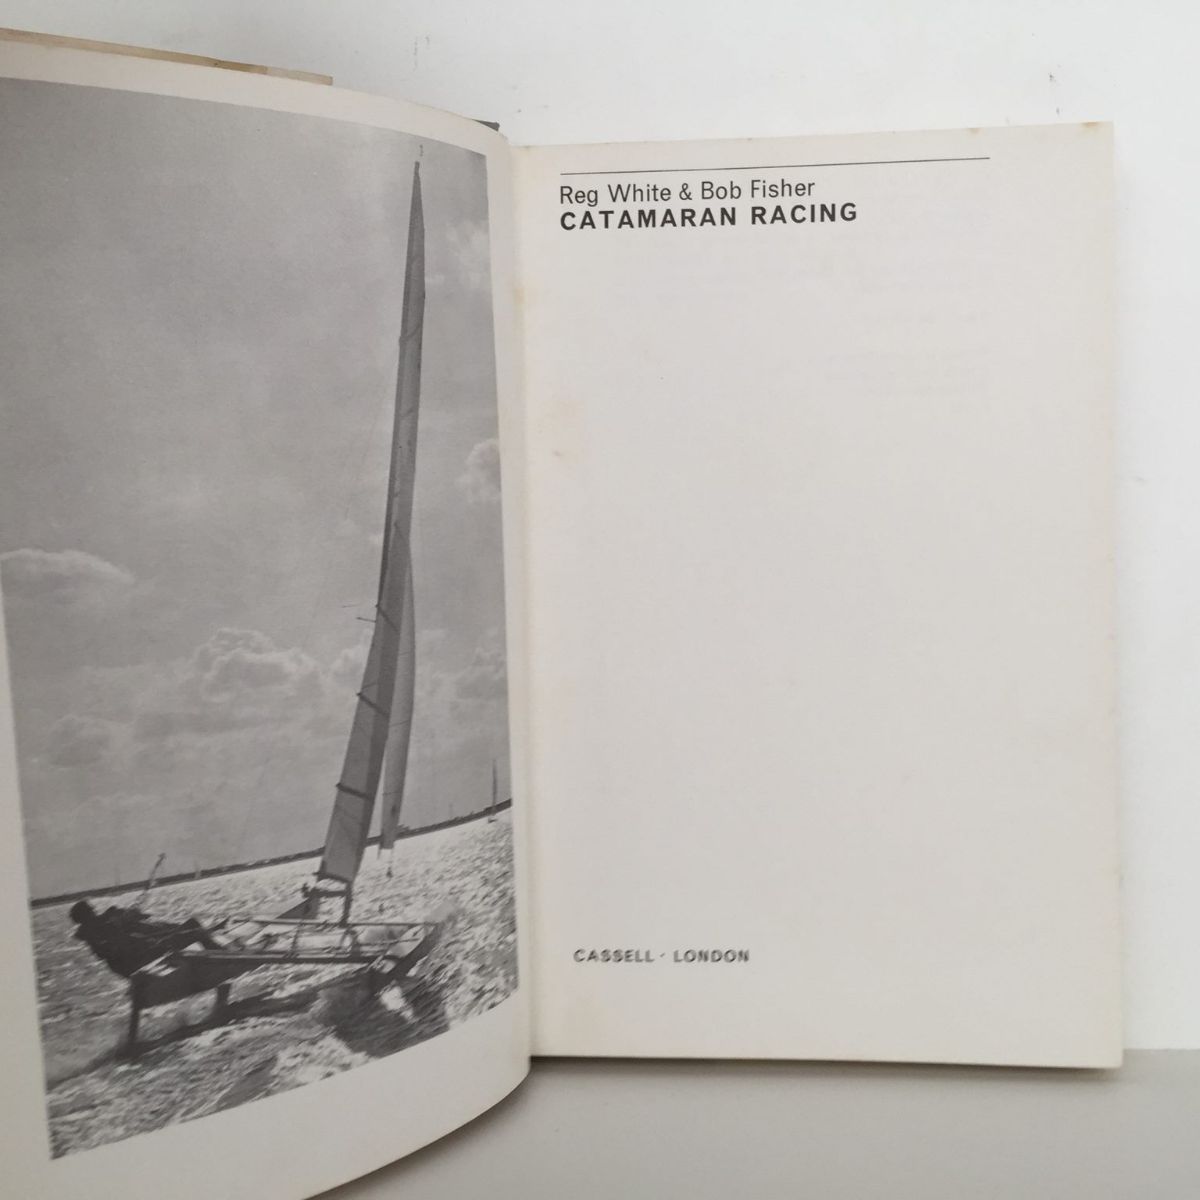 Reg White & Bob Fisher
CATAMARAN RACING
CASSELL · LONDON